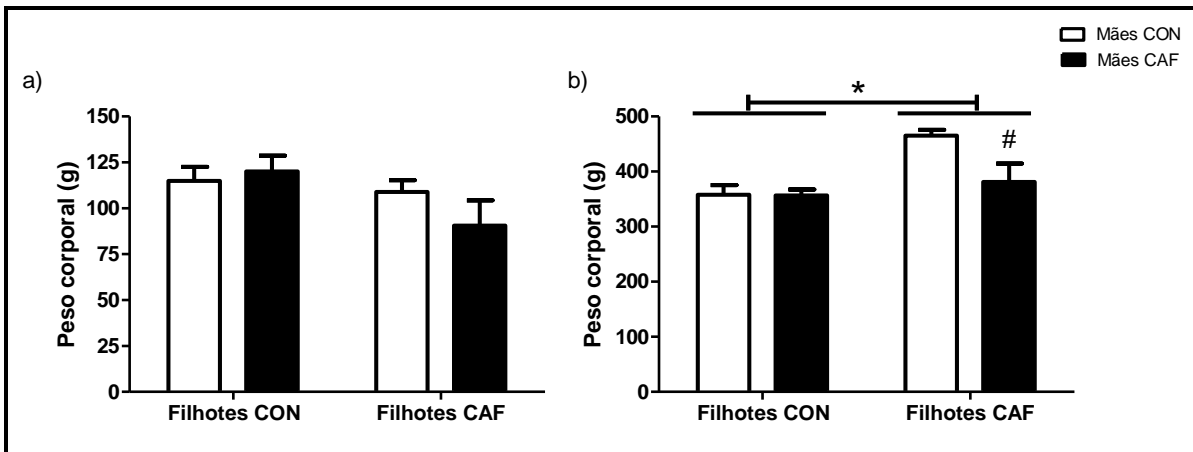 Mães CON
Mães CAF
a)
150
125
100
75
50
25
0
Peso corporal (g)
Filhotes CON
Filhotes CAF
b)
*
#
500
400
300
200
100
0
Peso corporal (g)
Filhotes CON
Filhotes CAF